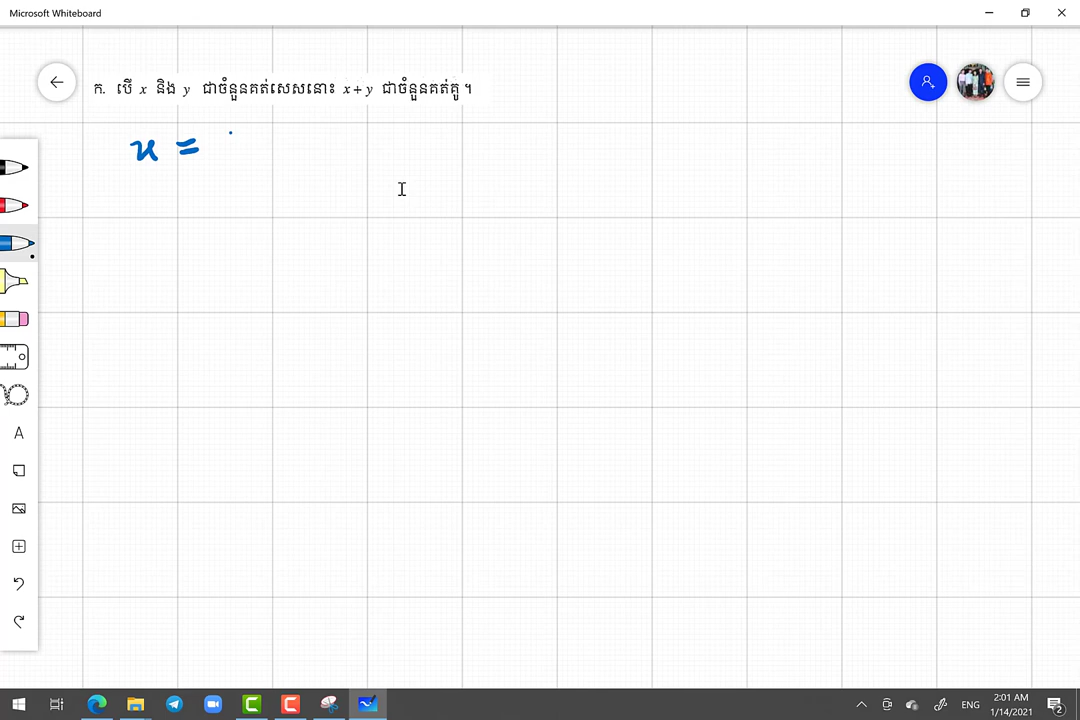 Microsoft Whiteboard
ក. បើ x និង y ជាចំនួនគត់សេសនោះ x + y ជាចំនួនគត់គូ ។
x =
A
ENG
2:01 AM
1/14/2021
2